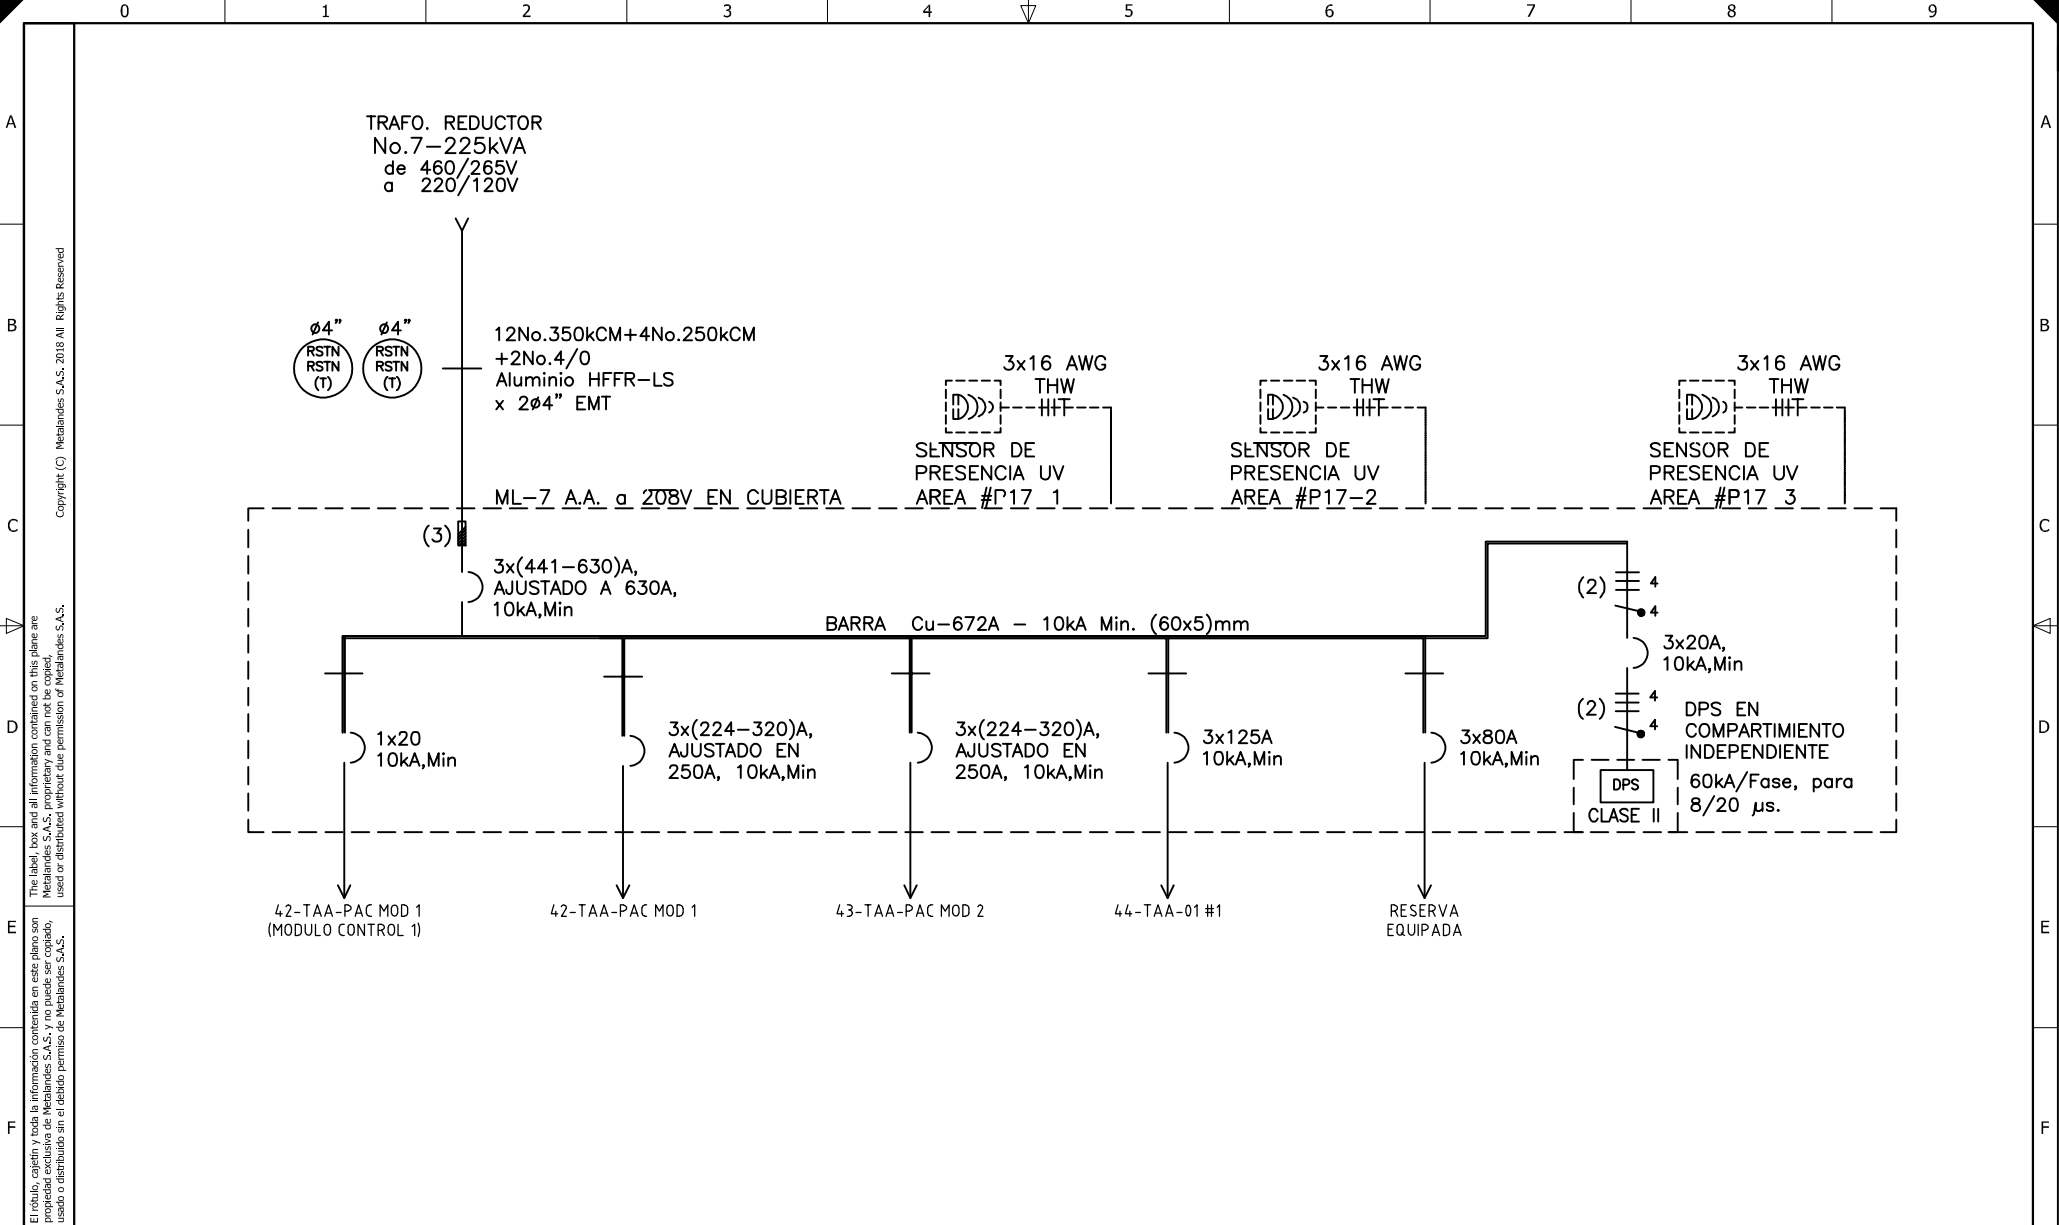 0 1 2 3 4 5 6 7 8 9
A
B
C
D
E
F
A
B
C
D
E
F
Copyright (C) Metalandes S.A.S. 2018 All Rights Reserved
The label, box and all information contained on this plane are
Metalandes S.A.S. proprietary and can not be copied,
used or distributed without due permission of Metalandes S.A.S.
El rótulo, cajetín y toda la información contenida en este plano son
propiedad exclusiva de Metalandes S.A.S. y no puede ser copiado,
usado o distribuido sin el debido permiso de Metalandes S.A.S.
TRAFO. REDUCTOR
No.7-225kVA
de 460/265V
a 220/120V
ø4" ø4"
RSTN
RSTN
(T)
RSTN
RSTN
(T)
12No.350kCM+4No.250kCM
+2No.4/0
Aluminio HFFR-LS
x 2ø4" EMT
3x16 AWG
THW
SENSOR DE
PRESENCIA UV
AREA #P17 1
3x16 AWG
THW
SENSOR DE
PRESENCIA UV
AREA #P17-2
3x16 AWG
THW
SENSOR DE
PRESENCIA UV
AREA #P17 3
ML-7 A.A. a 208V EN CUBIERTA
(3)
3x(441-630)A,
AJUSTADO A 630A,
10kA,Min
BARRA Cu-672A - 10kA Min. (60x5)mm
(2) 4
4
3x20A,
10kA,Min
(2) 4
4
DPS EN
COMPARTIMIENTO
INDEPENDIENTE
DPS
CLASE II
60kA/Fase, para
8/20 µs.
1x20
10kA,Min
3x(224-320)A,
AJUSTADO EN
250A, 10kA,Min
3x(224-320)A,
AJUSTADO EN
250A, 10kA,Min
3x125A
10kA,Min
3x80A
10kA,Min
42-TAA-PAC MOD 1
(MODULO CONTROL 1)
42-TAA-PAC MOD 1
43-TAA-PAC MOD 2
44-TAA-01 #1
RESERVA
EQUIPADA